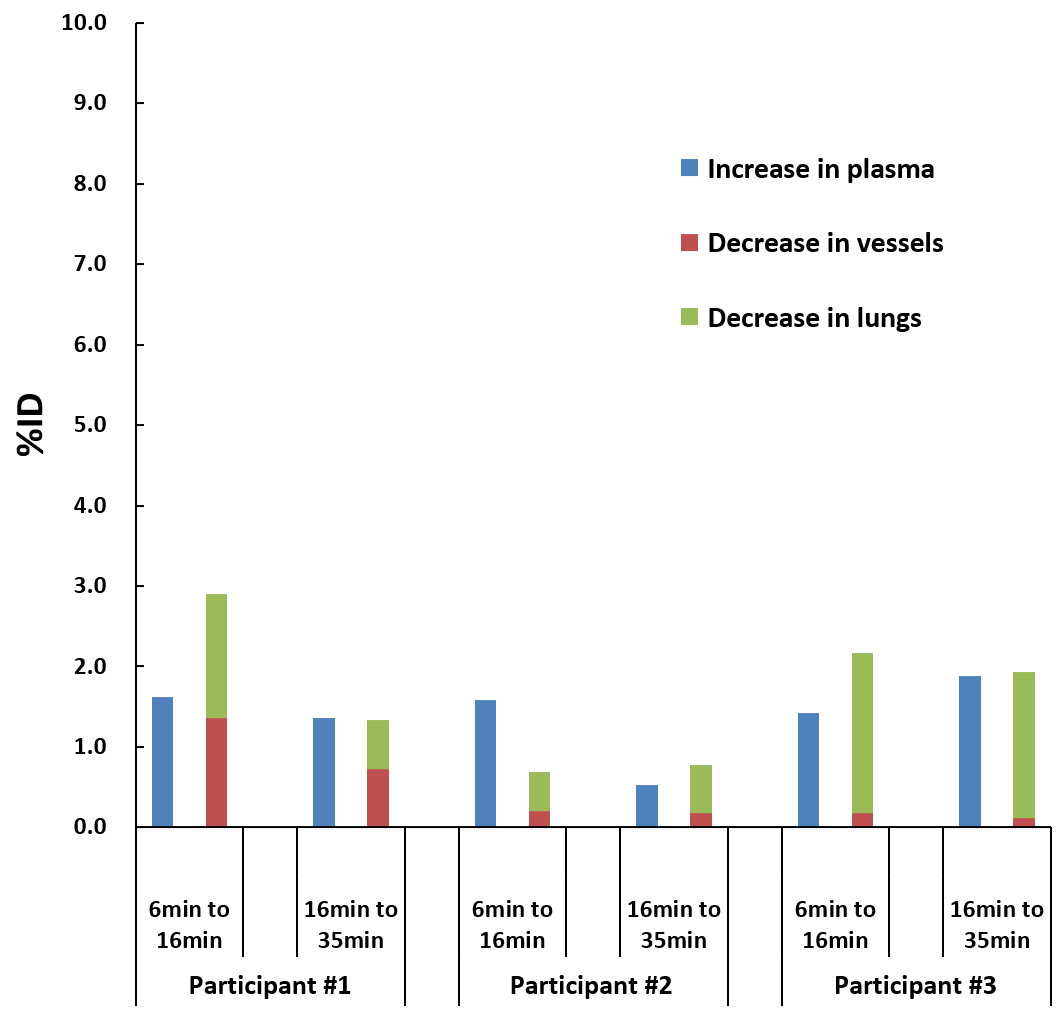 10.0
9.0
8.0
7.0
6.0
5.0
4.0
3.0
2.0
1.0
0.0
%ID
Increase in plasma
Decrease in vessels
Decrease in lungs
6min to
16min
16min to
35min
6min to
16min
16min to
35min
6min to
16min
16min to
35min
Participant #1
Participant #2
Participant #3